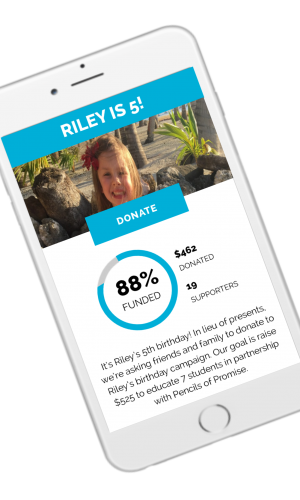 RILEY IS 5!
DONATE
88%
FUNDED
$462
DONATED
19
SUPPORTERS
It's Riley's 5th birthday! In lieu of presents,
we're asking friends and family to donate to
Riley's birthday campaign. Our goal is raise
$525 to educate 7 students in partnership
with Pencils of Promise.